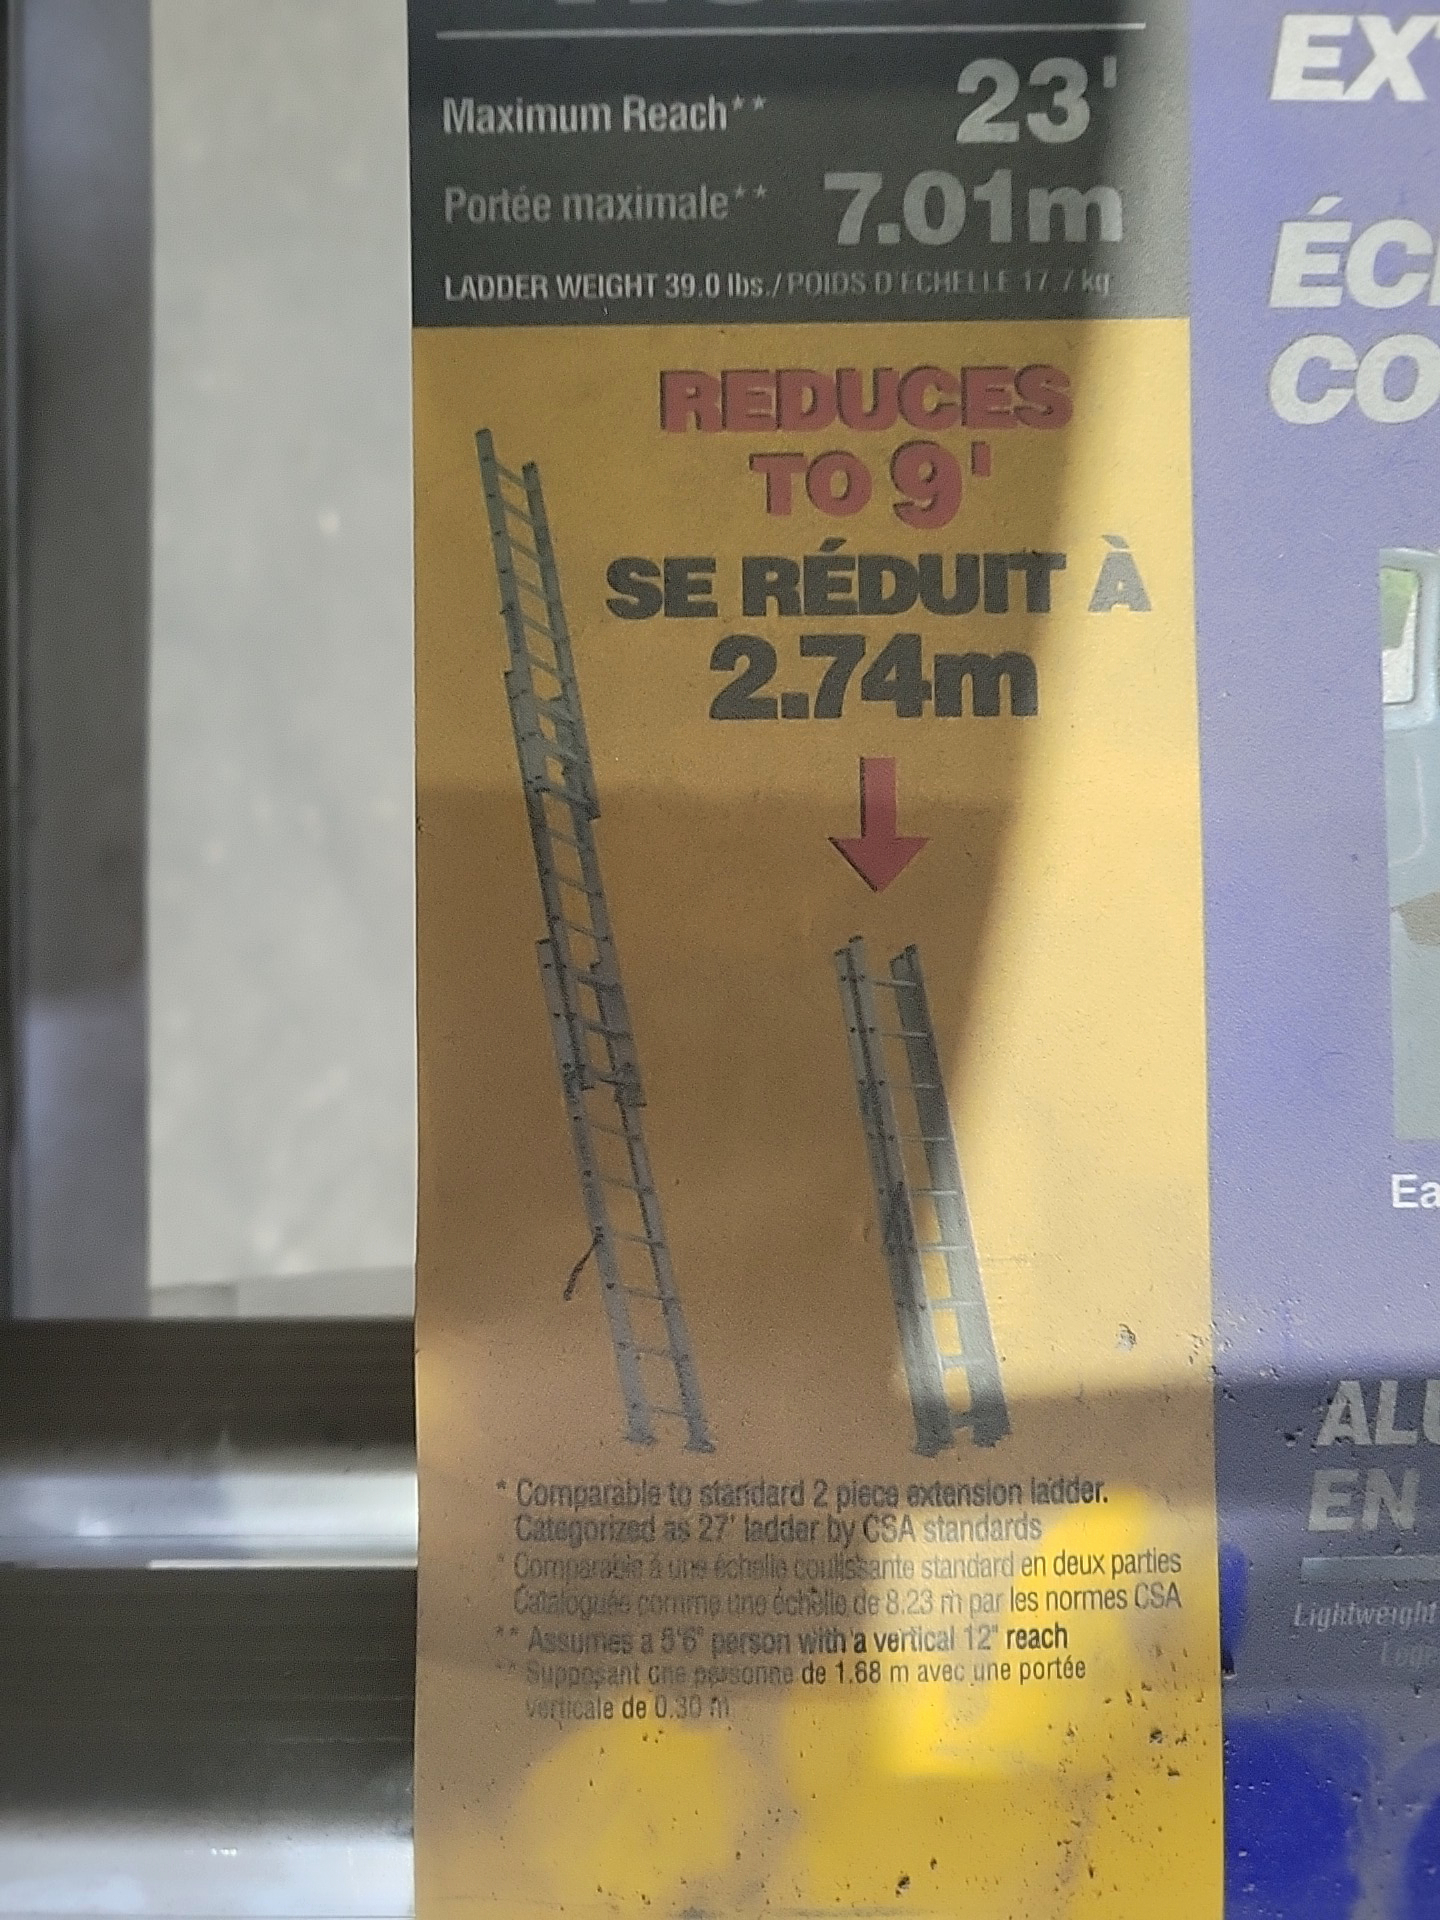 Maximum Reach** 23'
Portée maximale** 7.01m
LADDER WEIGHT 39.0 lbs./POIDS D'ÉCHELLE 17.7 kg
REDUCES
TO 9'
SE RÉDUIT À
2.74m
* Comparable to standard 2 piece extension ladder.
Categorized as 27' ladder by CSA standards
* Comparable à une échelle coulissante standard en deux parties
Cataloguée comme une échelle de 8.23 m par les normes CSA
** Assumes a 5'6" person with a vertical 12" reach
** Supposant une personne de 1.68 m avec une portée
verticale de 0.30 m
EX
ÉC
CO
Ea
AL
EN
Lightweight